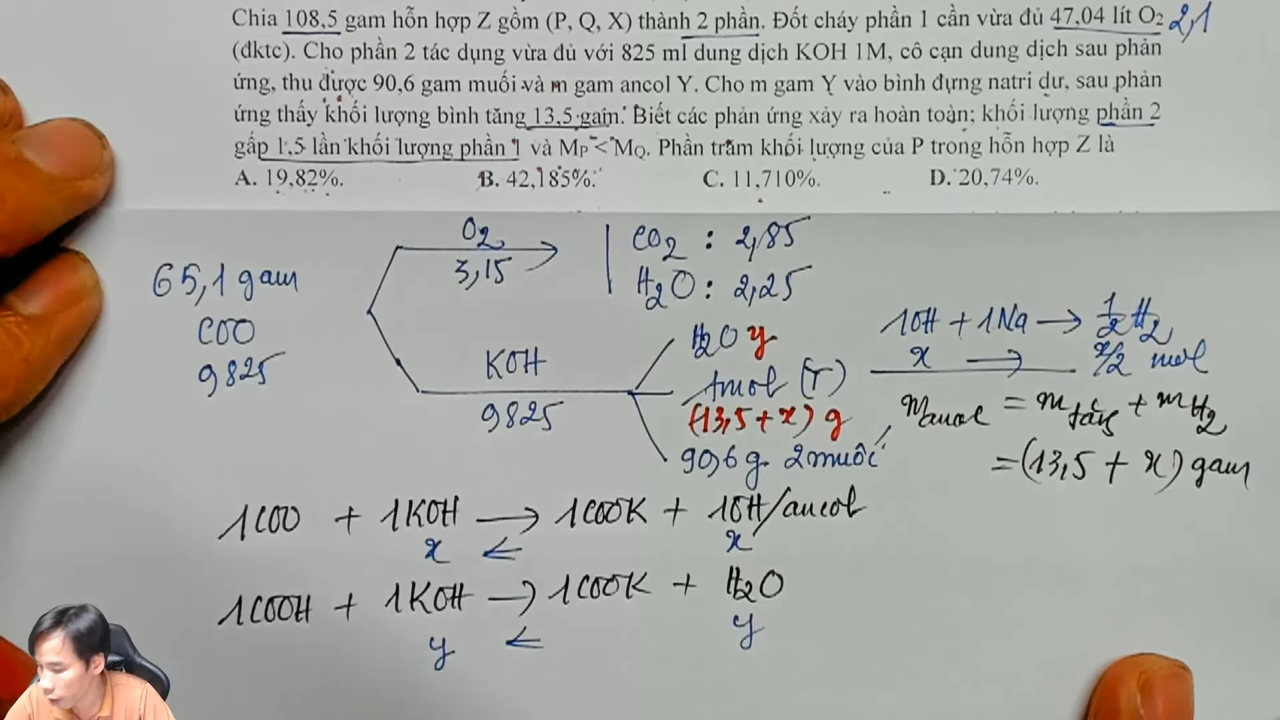 Chia 108,5 gam hỗn hợp Z gồm (P, Q, X) thành 2 phần. Đốt cháy phần 1 cần vừa đủ 47,04 lít O2 2,1
(đktc). Cho phần 2 tác dụng vừa đủ với 825 ml dung dịch KOH 1M, cô cạn dung dịch sau phản
ứng, thu được 90,6 gam muối và m gam ancol Y. Cho m gam Y vào bình đựng natri dư, sau phản
ứng thấy khối lượng bình tăng 13,5 gam. Biết các phản ứng xảy ra hoàn toàn; khối lượng phần 2
gấp 1,5 lần khối lượng phần 1 và MP < MQ. Phần trăm khối lượng của P trong hỗn hợp Z là
A. 19,82%. B. 42,185%. C. 11,710%. D. 20,74%.
65,1 gam
COO
0,825
O2
3,15
CO2 : 2,85
H2O : 2,25
KOH
0,825
H2O y
Ancol (Y)
(13,5 + x) g
90,6 g 2 muối
1OH + 1Na → 1/2 H2
x → x/2 mol
mancol = mtăng + mH2
= (13,5 + x) gam
1COO + 1KOH → 1COOK + 1OH/ancol
x ← x
1COOH + 1KOH → 1COOK + H2O
y ← y